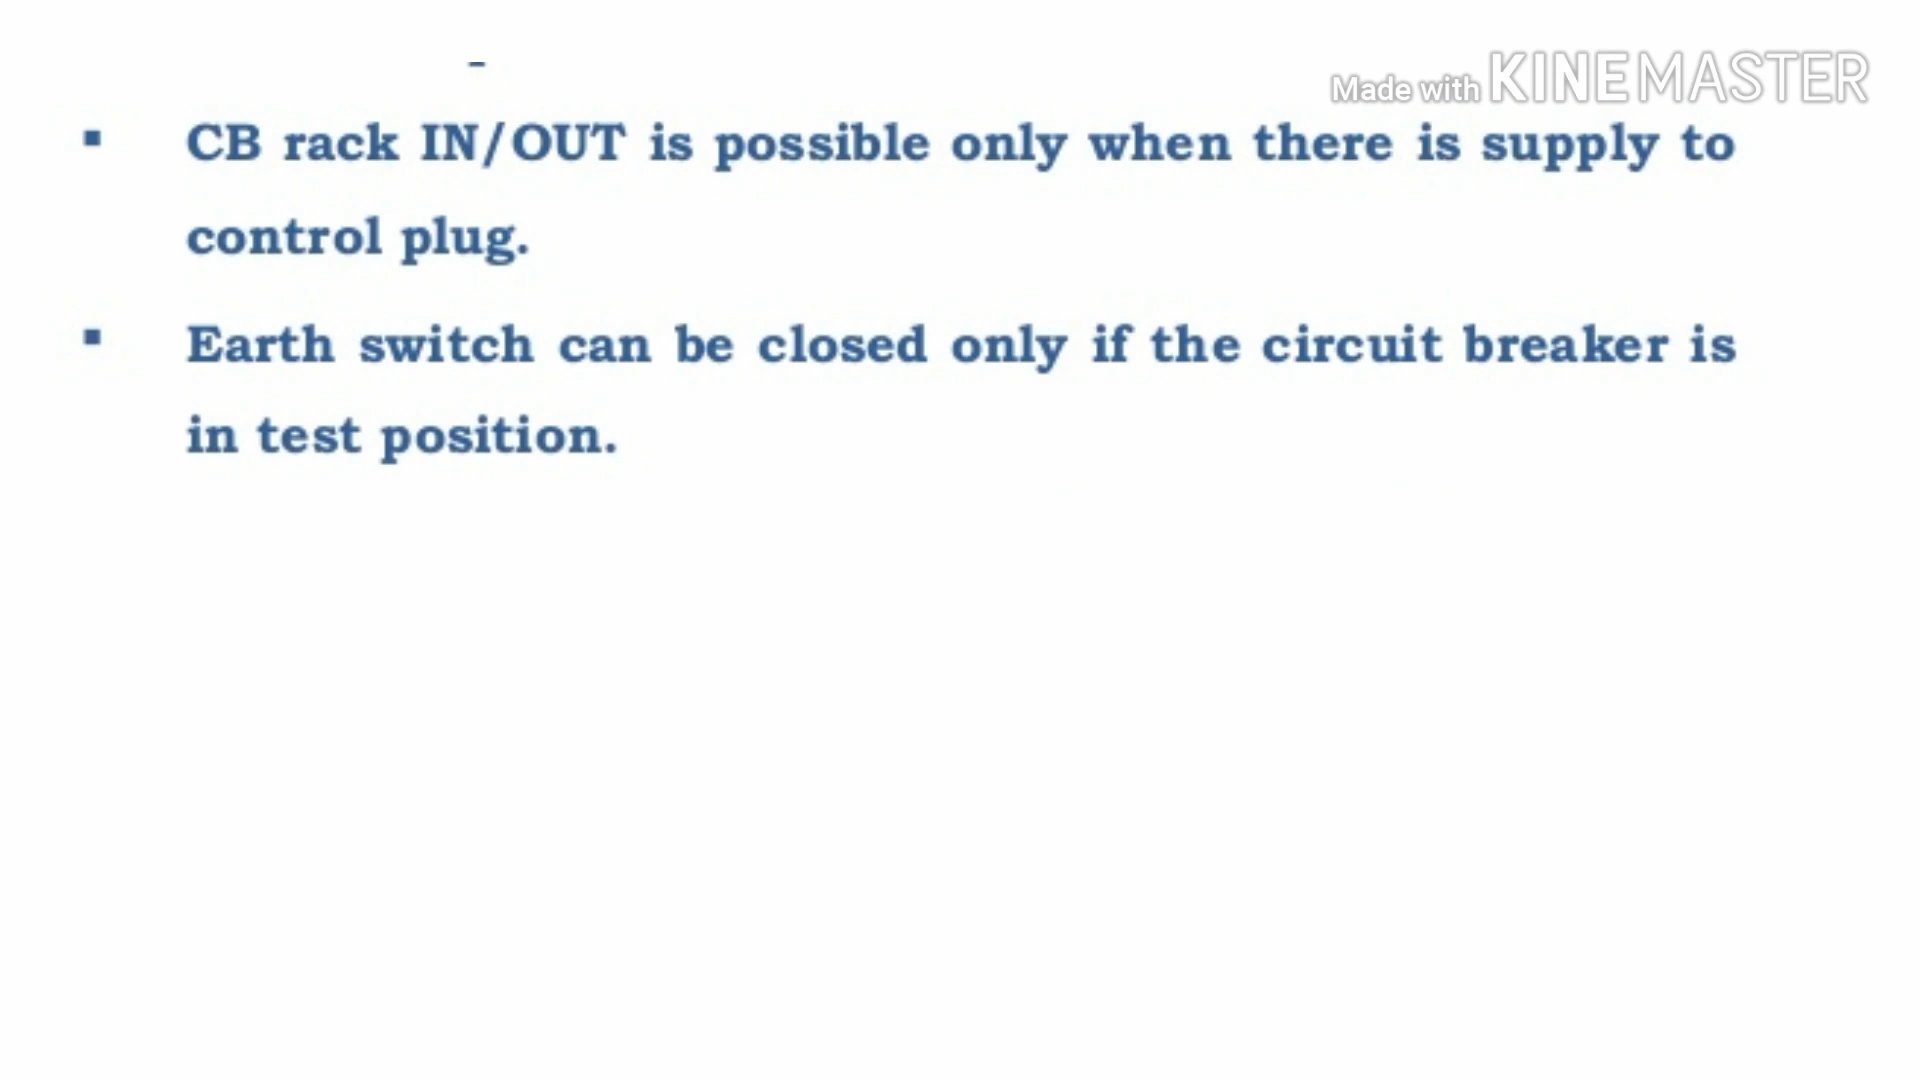 Made with KINEMASTER
▪ CB rack IN/OUT is possible only when there is supply to
control plug.
▪ Earth switch can be closed only if the circuit breaker is
in test position.